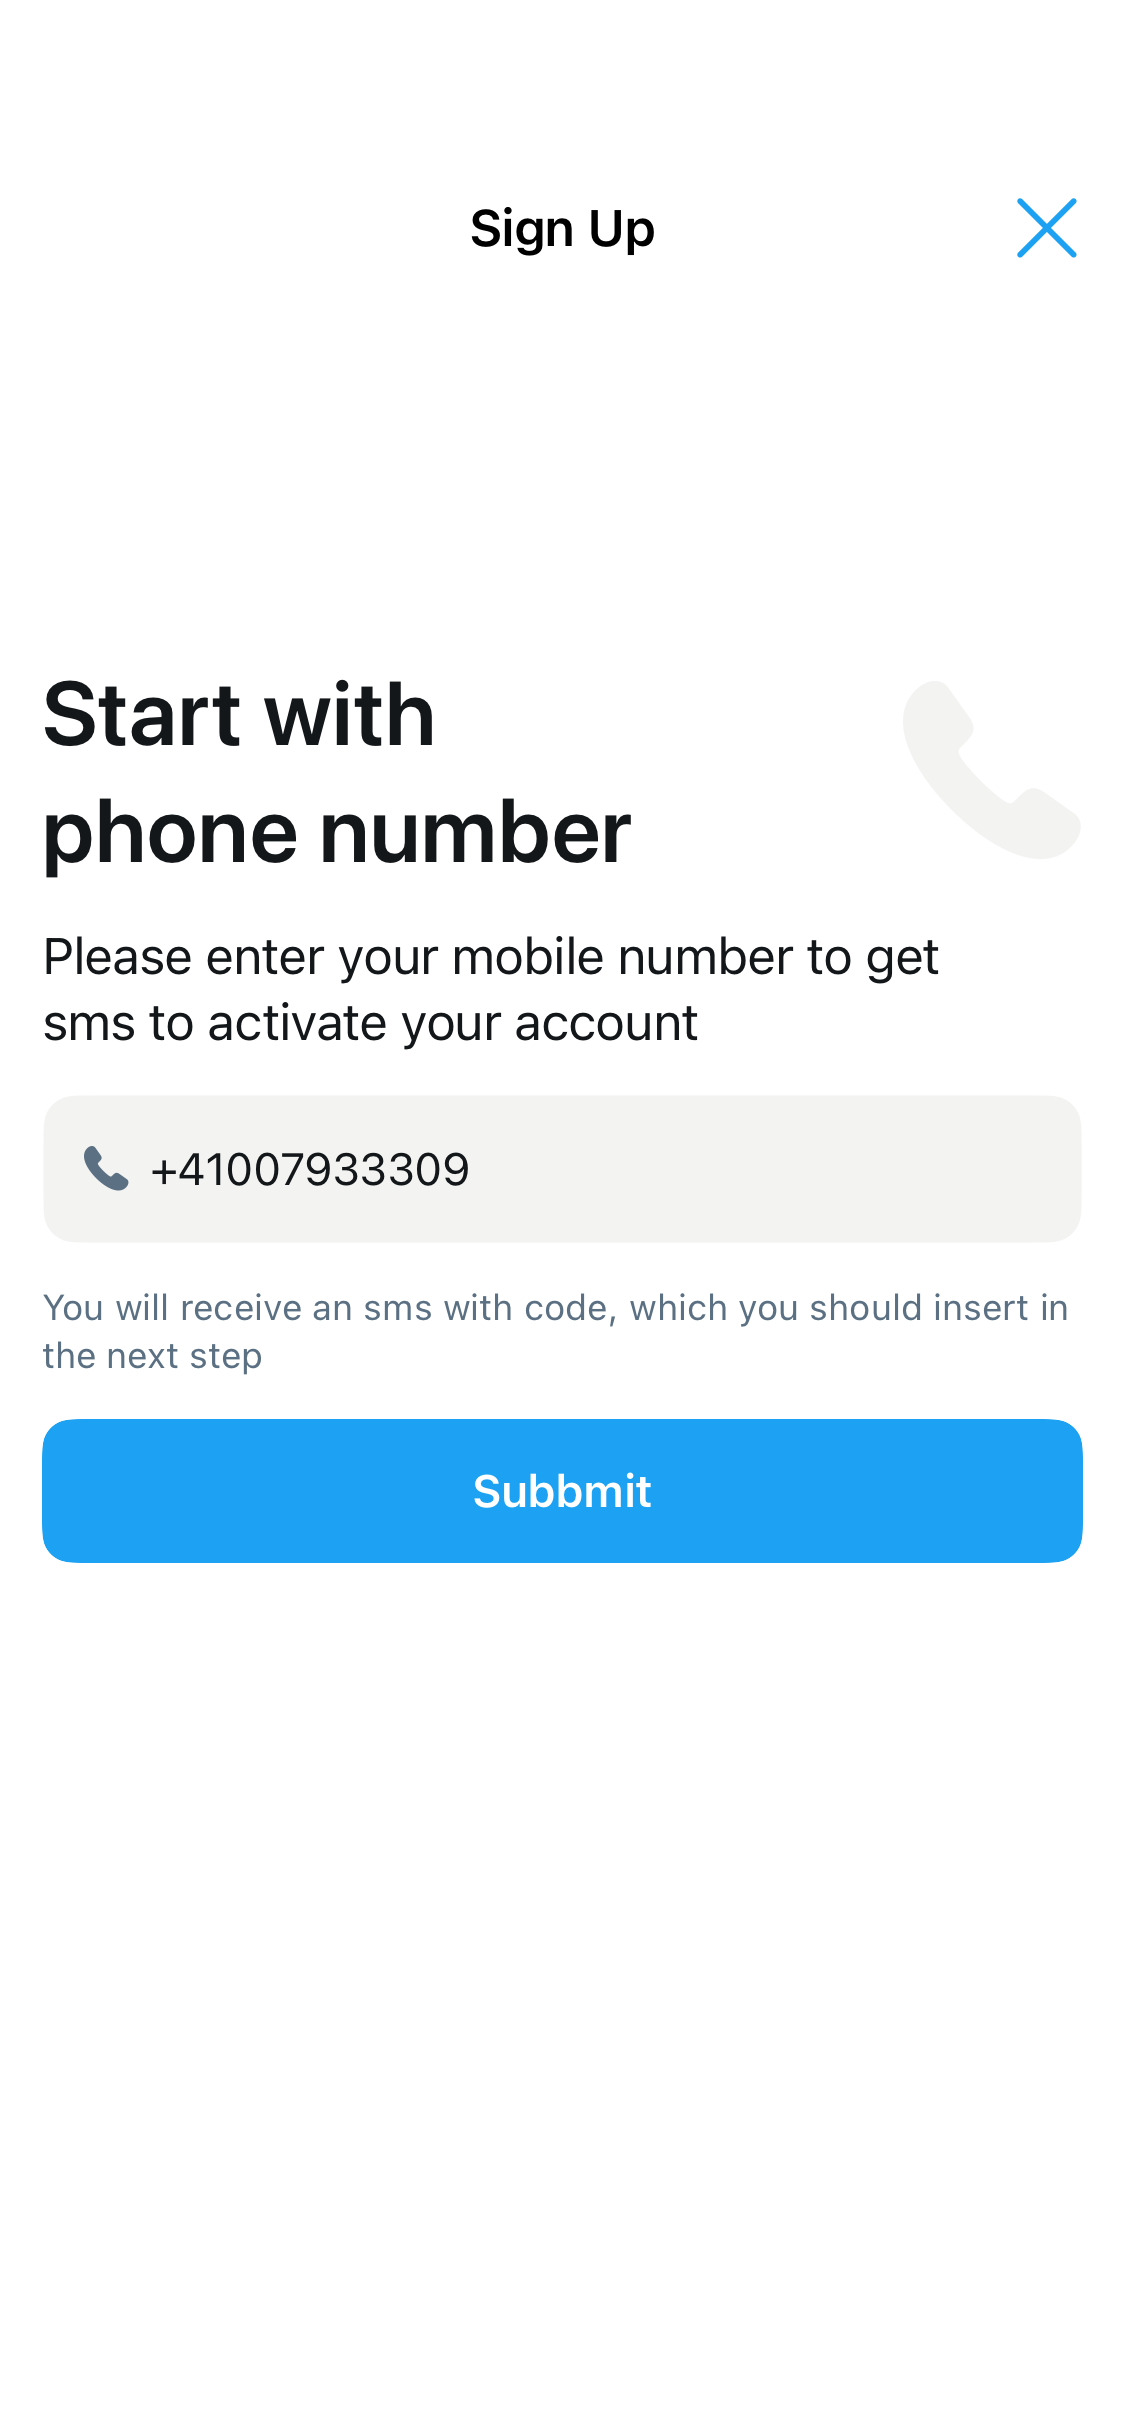 Sign Up
Start with
phone number
Please enter your mobile number to get
sms to activate your account
+41007933309
You will receive an sms with code, which you should insert in
the next step
Subbmit